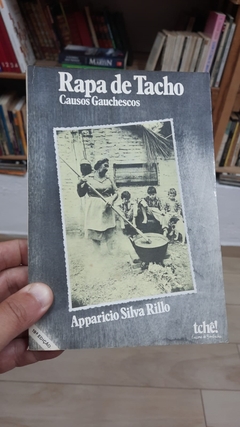 Rapa de Tacho
Causos Gauchescos
Apparicio Silva Rillo
tchê!